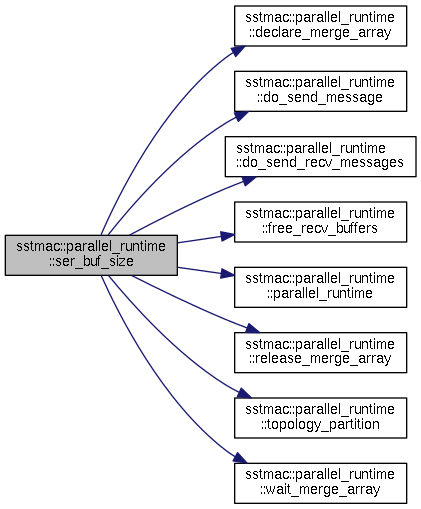 sstmac::parallel_runtime
::declare_merge_array
sstmac::parallel_runtime
::do_send_message
sstmac::parallel_runtime
::do_send_recv_messages
sstmac::parallel_runtime
::ser_buf_size
sstmac::parallel_runtime
::free_recv_buffers
sstmac::parallel_runtime
::parallel_runtime
sstmac::parallel_runtime
::release_merge_array
sstmac::parallel_runtime
::topology_partition
sstmac::parallel_runtime
::wait_merge_array